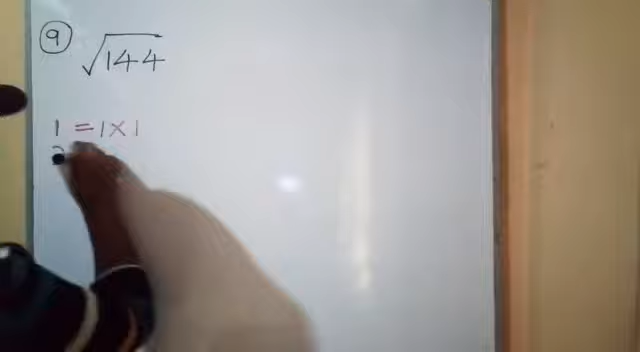 9
√144
1 = 1 × 1